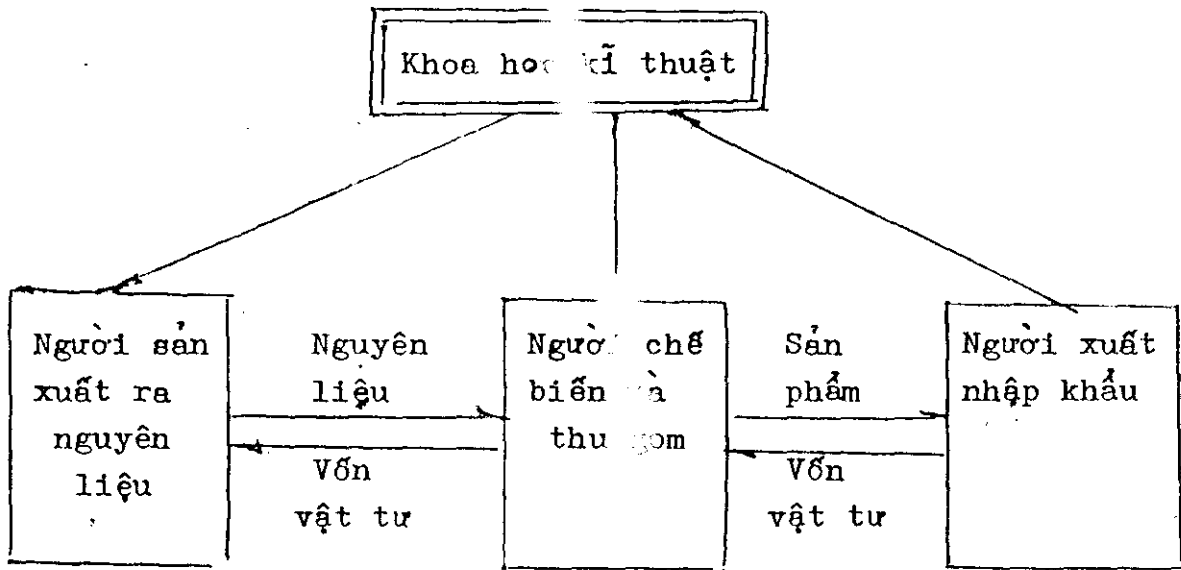 Khoa học kĩ thuật
Người sản
xuất ra
nguyên
liệu
Nguyên
liệu
Vốn
vật tư
Người chế
biến và
thu gom
Sản
phẩm
Vốn
vật tư
Người xuất
nhập khẩu